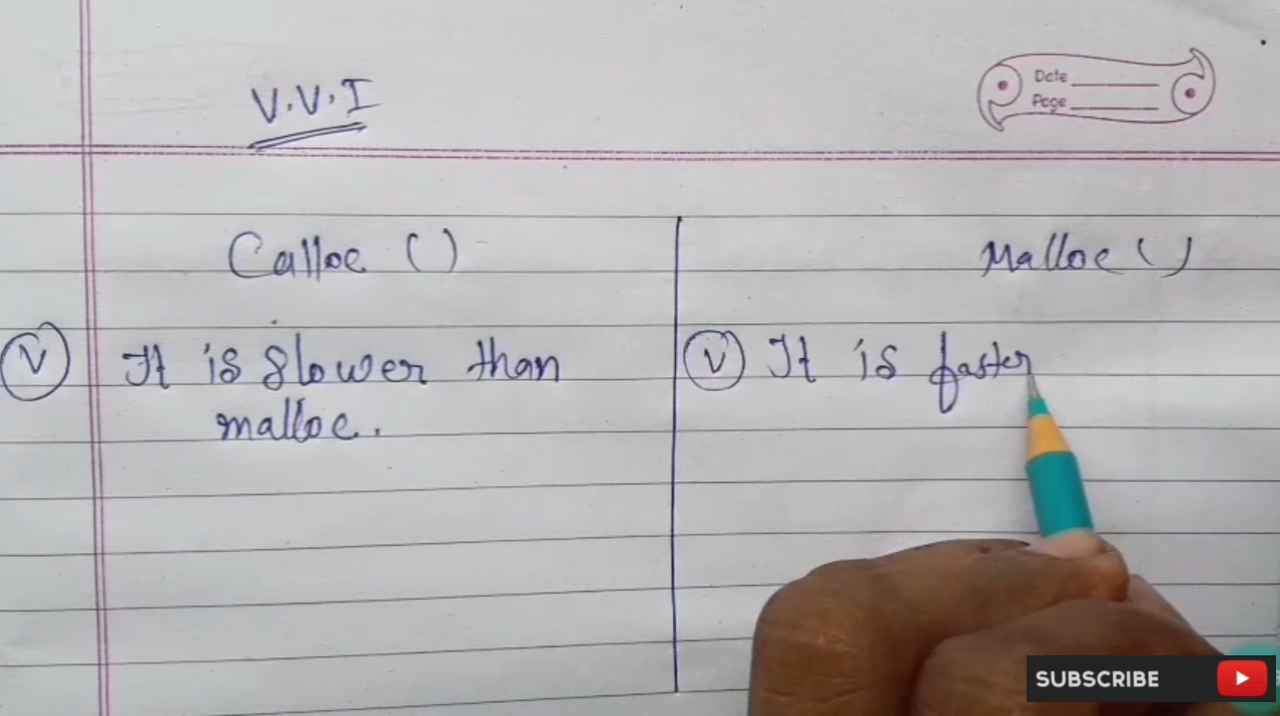 V.V.I
Date
Page
Calloc ()
Malloc ()
(V) It is slower than
malloc.
(V) It is faster
SUBSCRIBE